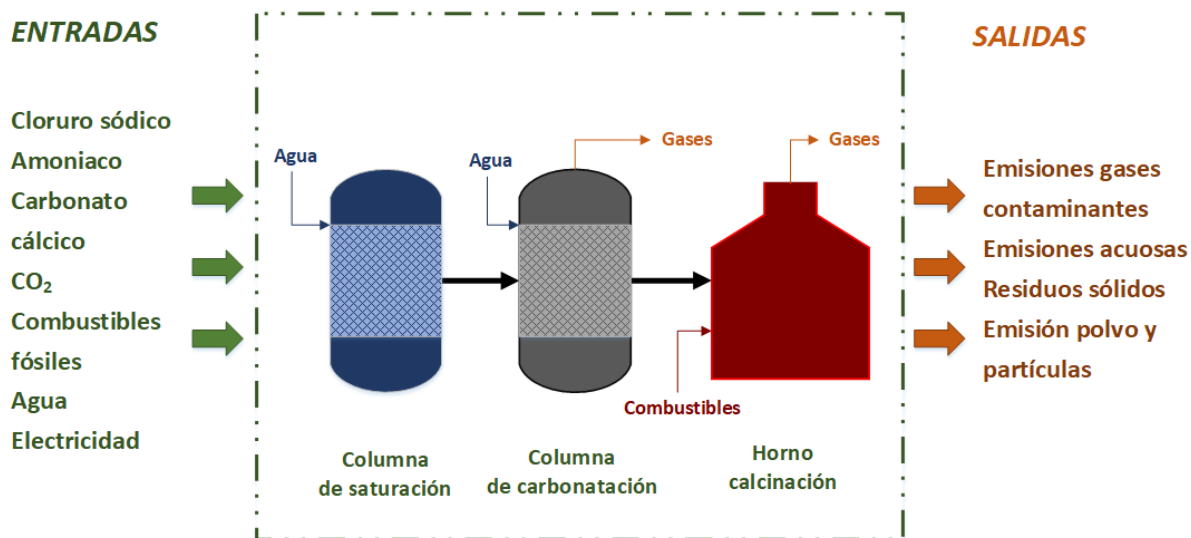 ENTRADAS
Cloruro sódico
Amoniaco
Carbonato
cálcico
CO₂
Combustibles
fósiles
Agua
Electricidad
Agua
Agua
Gases
Gases
Combustibles
Columna
de saturación
Columna
de carbonatación
Horno
calcinación
SALIDAS
Emisiones gases
contaminantes
Emisiones acuosas
Residuos sólidos
Emisión polvo y
partículas